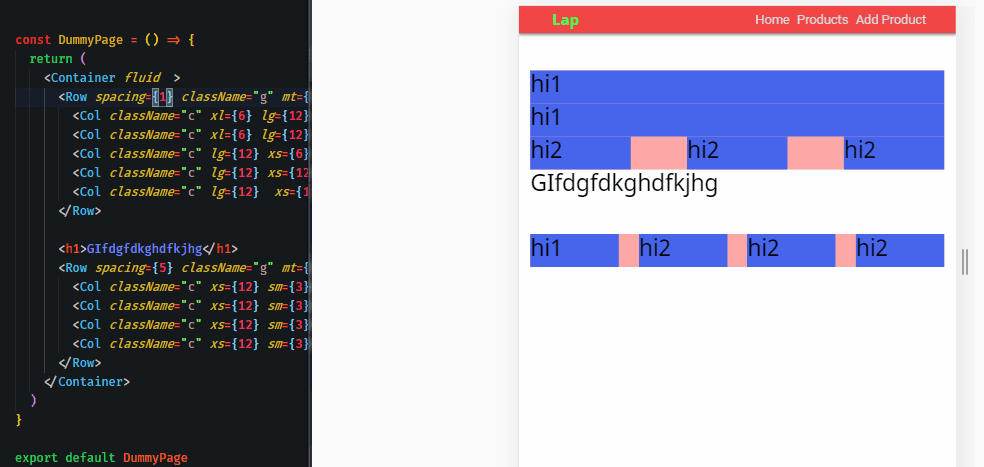 const DummyPage = () => {
return (
<Container fluid >
<Row spacing={1} className="g" mt={
<Col className="c" xl={6} lg={12}
<Col className="c" xl={6} lg={12}
<Col className="c" lg={12} xs={6}
<Col className="c" lg={12} xs={12
<Col className="c" lg={12} xs={1
</Row>
<h1>GIfdgfdkghdfkjhg</h1>
<Row spacing={5} className="g" mt={
<Col className="c" xs={12} sm={3}
<Col className="c" xs={12} sm={3}
<Col className="c" xs={12} sm={3}
<Col className="c" xs={12} sm={3}
</Row>
</Container>
)
}
export default DummyPage
Lap Home Products Add Product
hi1
hi1
hi2 hi2 hi2
GIfdgfdkghdfkjhg
hi1 hi2 hi2 hi2